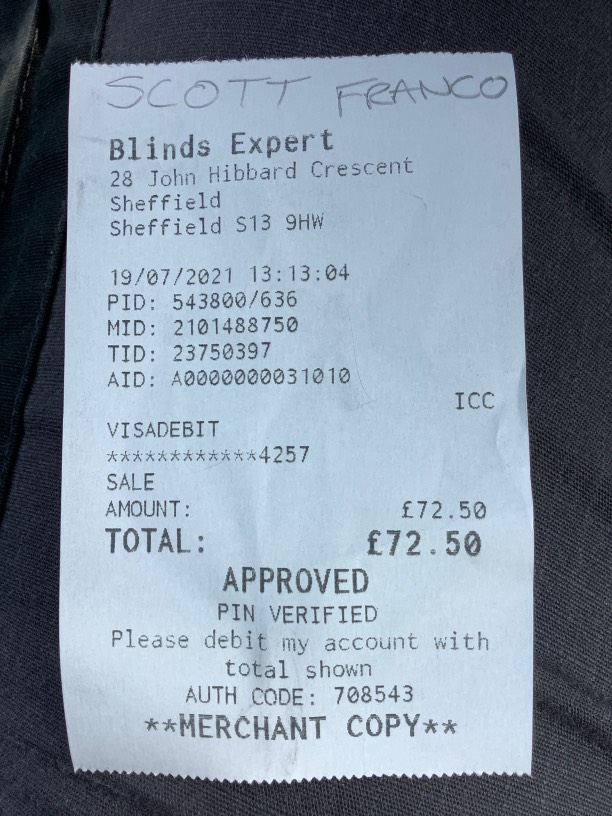 SCOTT FRANCO
Blinds Expert
28 John Hibbard Crescent
Sheffield
Sheffield S13 9HW
19/07/2021 13:13:04
PID: 543800/636
MID: 2101488750
TID: 23750397
AID: A0000000031010
ICC
VISADEBIT
************4257
SALE
AMOUNT: £72.50
TOTAL: £72.50
APPROVED
PIN VERIFIED
Please debit my account with
total shown
AUTH CODE: 708543
**MERCHANT COPY**